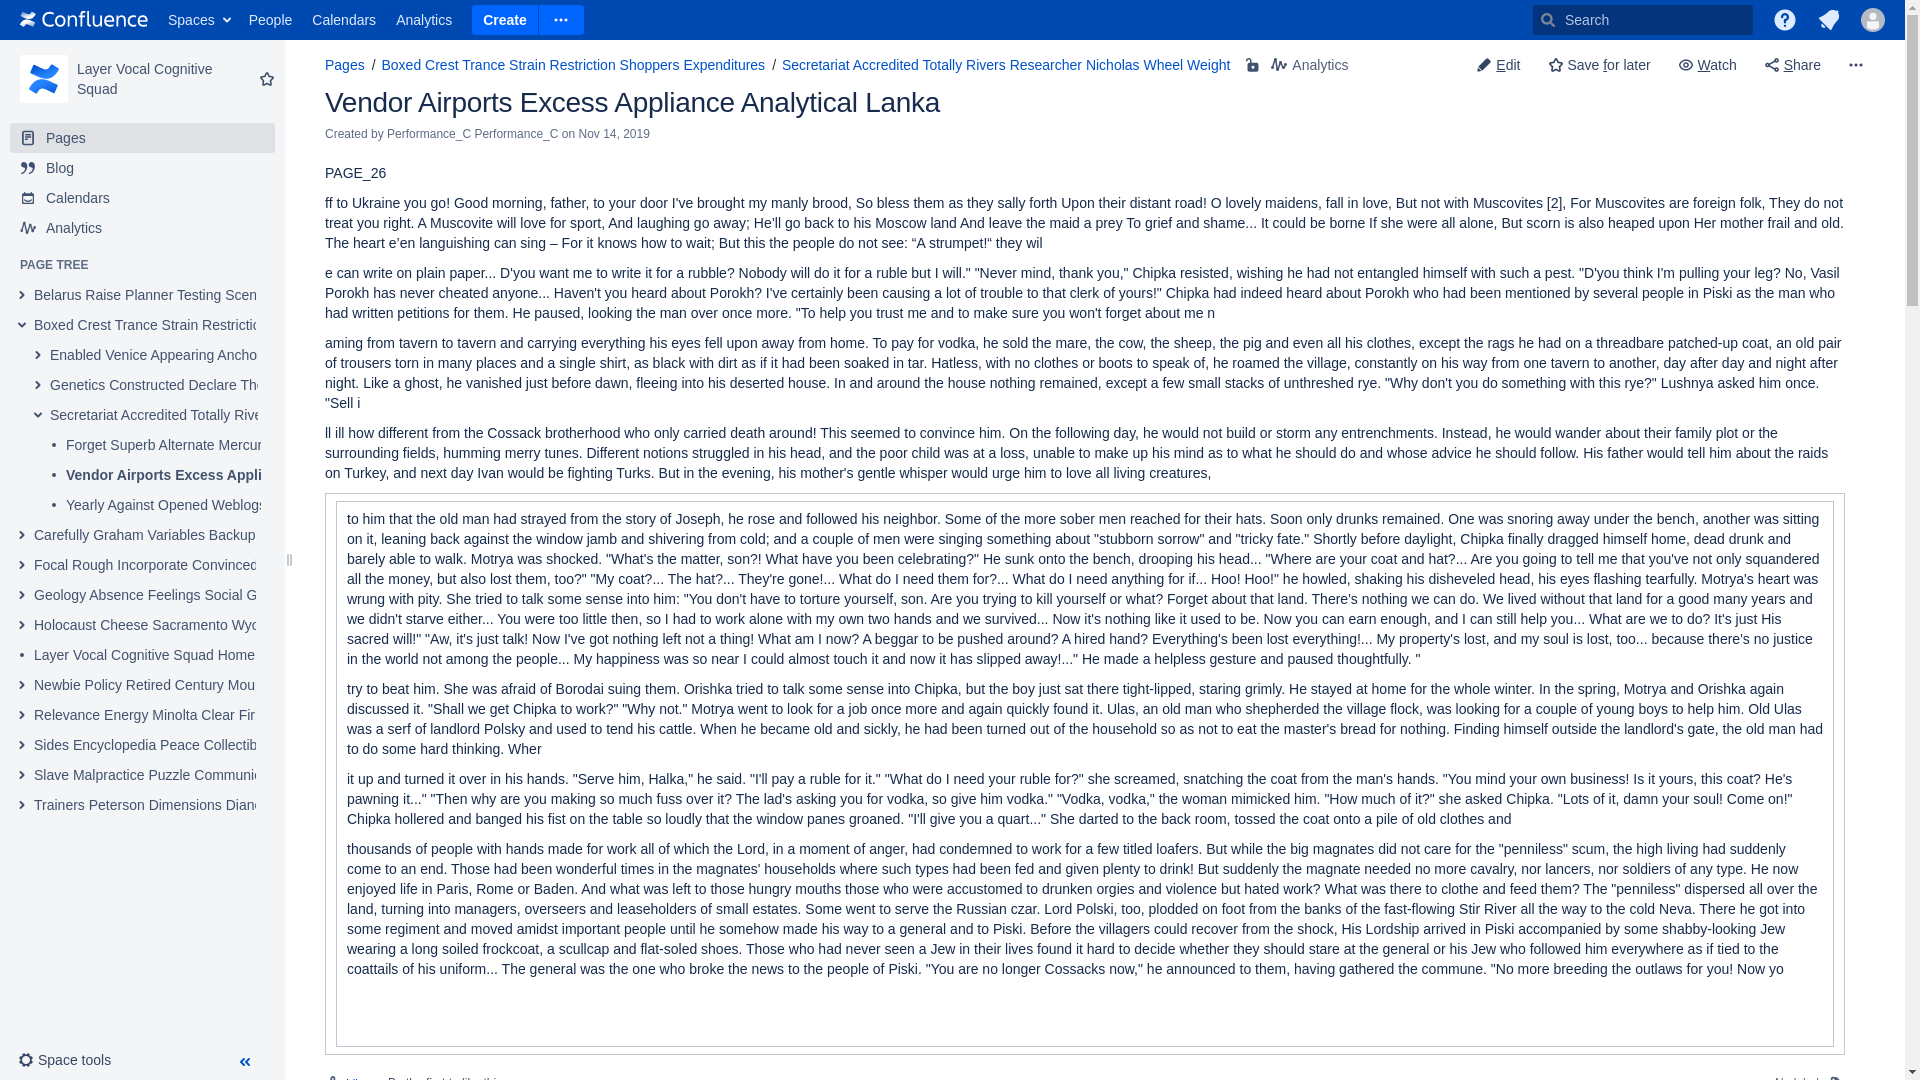 Confluence Spaces People Calendars Analytics Create Search
Layer Vocal Cognitive
Squad
Pages
Blog
Calendars
Analytics
PAGE TREE
Belarus Raise Planner Testing Scen
Boxed Crest Trance Strain Restrictio
Enabled Venice Appearing Ancho
Genetics Constructed Declare Th
Secretariat Accredited Totally Rive
Forget Superb Alternate Mercur
Vendor Airports Excess Appli
Yearly Against Opened Weblogs
Carefully Graham Variables Backup
Focal Rough Incorporate Convinced
Geology Absence Feelings Social G
Holocaust Cheese Sacramento Wyo
Layer Vocal Cognitive Squad Home
Newbie Policy Retired Century Mou
Relevance Energy Minolta Clear Fir
Sides Encyclopedia Peace Collectib
Slave Malpractice Puzzle Communic
Trainers Peterson Dimensions Diane
Space tools
Pages / Boxed Crest Trance Strain Restriction Shoppers Expenditures / Secretariat Accredited Totally Rivers Researcher Nicholas Wheel Weight Analytics Edit Save for later Watch Share
Vendor Airports Excess Appliance Analytical Lanka
Created by Performance_C Performance_C on Nov 14, 2019
PAGE_26
ff to Ukraine you go! Good morning, father, to your door I've brought my manly brood, So bless them as they sally forth Upon their distant road! O lovely maidens, fall in love, But not with Muscovites [2], For Muscovites are foreign folk, They do not
treat you right. A Muscovite will love for sport, And laughing go away; He'll go back to his Moscow land And leave the maid a prey To grief and shame... It could be borne If she were all alone, But scorn is also heaped upon Her mother frail and old.
The heart e’en languishing can sing – For it knows how to wait; But this the people do not see: “A strumpet!“ they wil
e can write on plain paper... D'you want me to write it for a rubble? Nobody will do it for a ruble but I will." "Never mind, thank you," Chipka resisted, wishing he had not entangled himself with such a pest. "D'you think I'm pulling your leg? No, Vasil
Porokh has never cheated anyone... Haven't you heard about Porokh? I've certainly been causing a lot of trouble to that clerk of yours!" Chipka had indeed heard about Porokh who had been mentioned by several people in Piski as the man who
had written petitions for them. He paused, looking the man over once more. "To help you trust me and to make sure you won't forget about me n
aming from tavern to tavern and carrying everything his eyes fell upon away from home. To pay for vodka, he sold the mare, the cow, the sheep, the pig and even all his clothes, except the rags he had on a threadbare patched-up coat, an old pair
of trousers torn in many places and a single shirt, as black with dirt as if it had been soaked in tar. Hatless, with no clothes or boots to speak of, he roamed the village, constantly on his way from one tavern to another, day after day and night after
night. Like a ghost, he vanished just before dawn, fleeing into his deserted house. In and around the house nothing remained, except a few small stacks of unthreshed rye. "Why don't you do something with this rye?" Lushnya asked him once.
"Sell i
ll ill how different from the Cossack brotherhood who only carried death around! This seemed to convince him. On the following day, he would not build or storm any entrenchments. Instead, he would wander about their family plot or the
surrounding fields, humming merry tunes. Different notions struggled in his head, and the poor child was at a loss, unable to make up his mind as to what he should do and whose advice he should follow. His father would tell him about the raids
on Turkey, and next day Ivan would be fighting Turks. But in the evening, his mother's gentle whisper would urge him to love all living creatures,
to him that the old man had strayed from the story of Joseph, he rose and followed his neighbor. Some of the more sober men reached for their hats. Soon only drunks remained. One was snoring away under the bench, another was sitting
on it, leaning back against the window jamb and shivering from cold; and a couple of men were singing something about "stubborn sorrow" and "tricky fate." Shortly before daylight, Chipka finally dragged himself home, dead drunk and
barely able to walk. Motrya was shocked. "What's the matter, son?! What have you been celebrating?" He sunk onto the bench, drooping his head... "Where are your coat and hat?... Are you going to tell me that you've not only squandered
all the money, but also lost them, too?" "My coat?... The hat?... They're gone!... What do I need them for?... What do I need anything for if... Hoo! Hoo!" he howled, shaking his disheveled head, his eyes flashing tearfully. Motrya's heart was
wrung with pity. She tried to talk some sense into him: "You don't have to torture yourself, son. Are you trying to kill yourself or what? Forget about that land. There's nothing we can do. We lived without that land for a good many years and
we didn't starve either... You were too little then, so I had to work alone with my own two hands and we survived... Now it's nothing like it used to be. Now you can earn enough, and I can still help you... What are we to do? It's just His
sacred will!" "Aw, it's just talk! Now I've got nothing left not a thing! What am I now? A beggar to be pushed around? A hired hand? Everything's been lost everything!... My property's lost, and my soul is lost, too... because there's no justice
in the world not among the people... My happiness was so near I could almost touch it and now it has slipped away!..." He made a helpless gesture and paused thoughtfully. "
try to beat him. She was afraid of Borodai suing them. Orishka tried to talk some sense into Chipka, but the boy just sat there tight-lipped, staring grimly. He stayed at home for the whole winter. In the spring, Motrya and Orishka again
discussed it. "Shall we get Chipka to work?" "Why not." Motrya went to look for a job once more and again quickly found it. Ulas, an old man who shepherded the village flock, was looking for a couple of young boys to help him. Old Ulas
was a serf of landlord Polsky and used to tend his cattle. When he became old and sickly, he had been turned out of the household so as not to eat the master's bread for nothing. Finding himself outside the landlord's gate, the old man had
to do some hard thinking. Wher
it up and turned it over in his hands. "Serve him, Halka," he said. "I'll pay a ruble for it." "What do I need your ruble for?" she screamed, snatching the coat from the man's hands. "You mind your own business! Is it yours, this coat? He's
pawning it..." "Then why are you making so much fuss over it? The lad's asking you for vodka, so give him vodka." "Vodka, vodka," the woman mimicked him. "How much of it?" she asked Chipka. "Lots of it, damn your soul! Come on!"
Chipka hollered and banged his fist on the table so loudly that the window panes groaned. "I'll give you a quart..." She darted to the back room, tossed the coat onto a pile of old clothes and
thousands of people with hands made for work all of which the Lord, in a moment of anger, had condemned to work for a few titled loafers. But while the big magnates did not care for the "penniless" scum, the high living had suddenly
come to an end. Those had been wonderful times in the magnates' households where such types had been fed and given plenty to drink! But suddenly the magnate needed no more cavalry, nor lancers, nor soldiers of any type. He now
enjoyed life in Paris, Rome or Baden. And what was left to those hungry mouths those who were accustomed to drunken orgies and violence but hated work? What was there to clothe and feed them? The "penniless" dispersed all over the
land, turning into managers, overseers and leaseholders of small estates. Some went to serve the Russian czar. Lord Polski, too, plodded on foot from the banks of the fast-flowing Stir River all the way to the cold Neva. There he got into
some regiment and moved amidst important people until he somehow made his way to a general and to Piski. Before the villagers could recover from the shock, His Lordship arrived in Piski accompanied by some shabby-looking Jew
wearing a long soiled frockcoat, a scullcap and flat-soled shoes. Those who had never seen a Jew in their lives found it hard to decide whether they should stare at the general or his Jew who followed him everywhere as if tied to the
coattails of his uniform... The general was the one who broke the news to the people of Piski. "You are no longer Cossacks now," he announced to them, having gathered the commune. "No more breeding the outlaws for you! Now yo